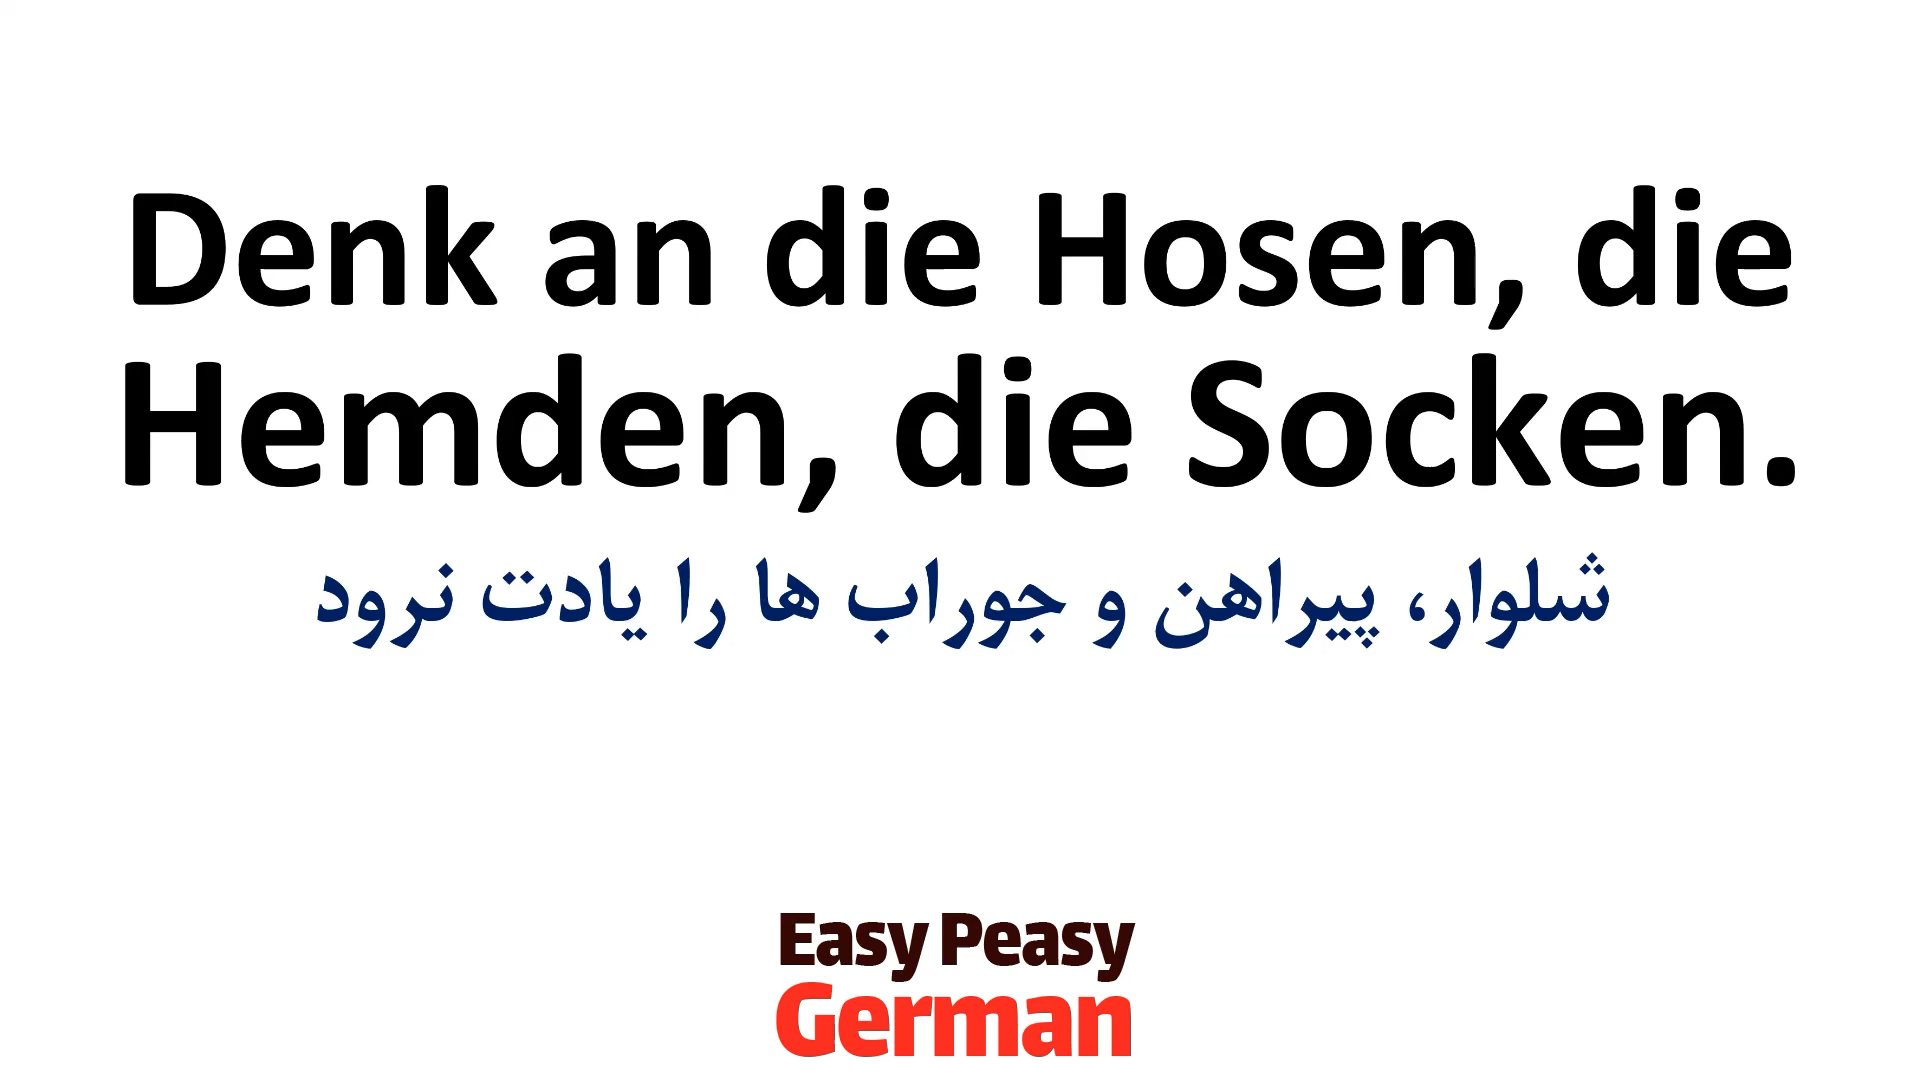 Denk an die Hosen, die
Hemden, die Socken.
شلوار، پیراهن و جوراب ها را یادت نرود
Easy Peasy
German